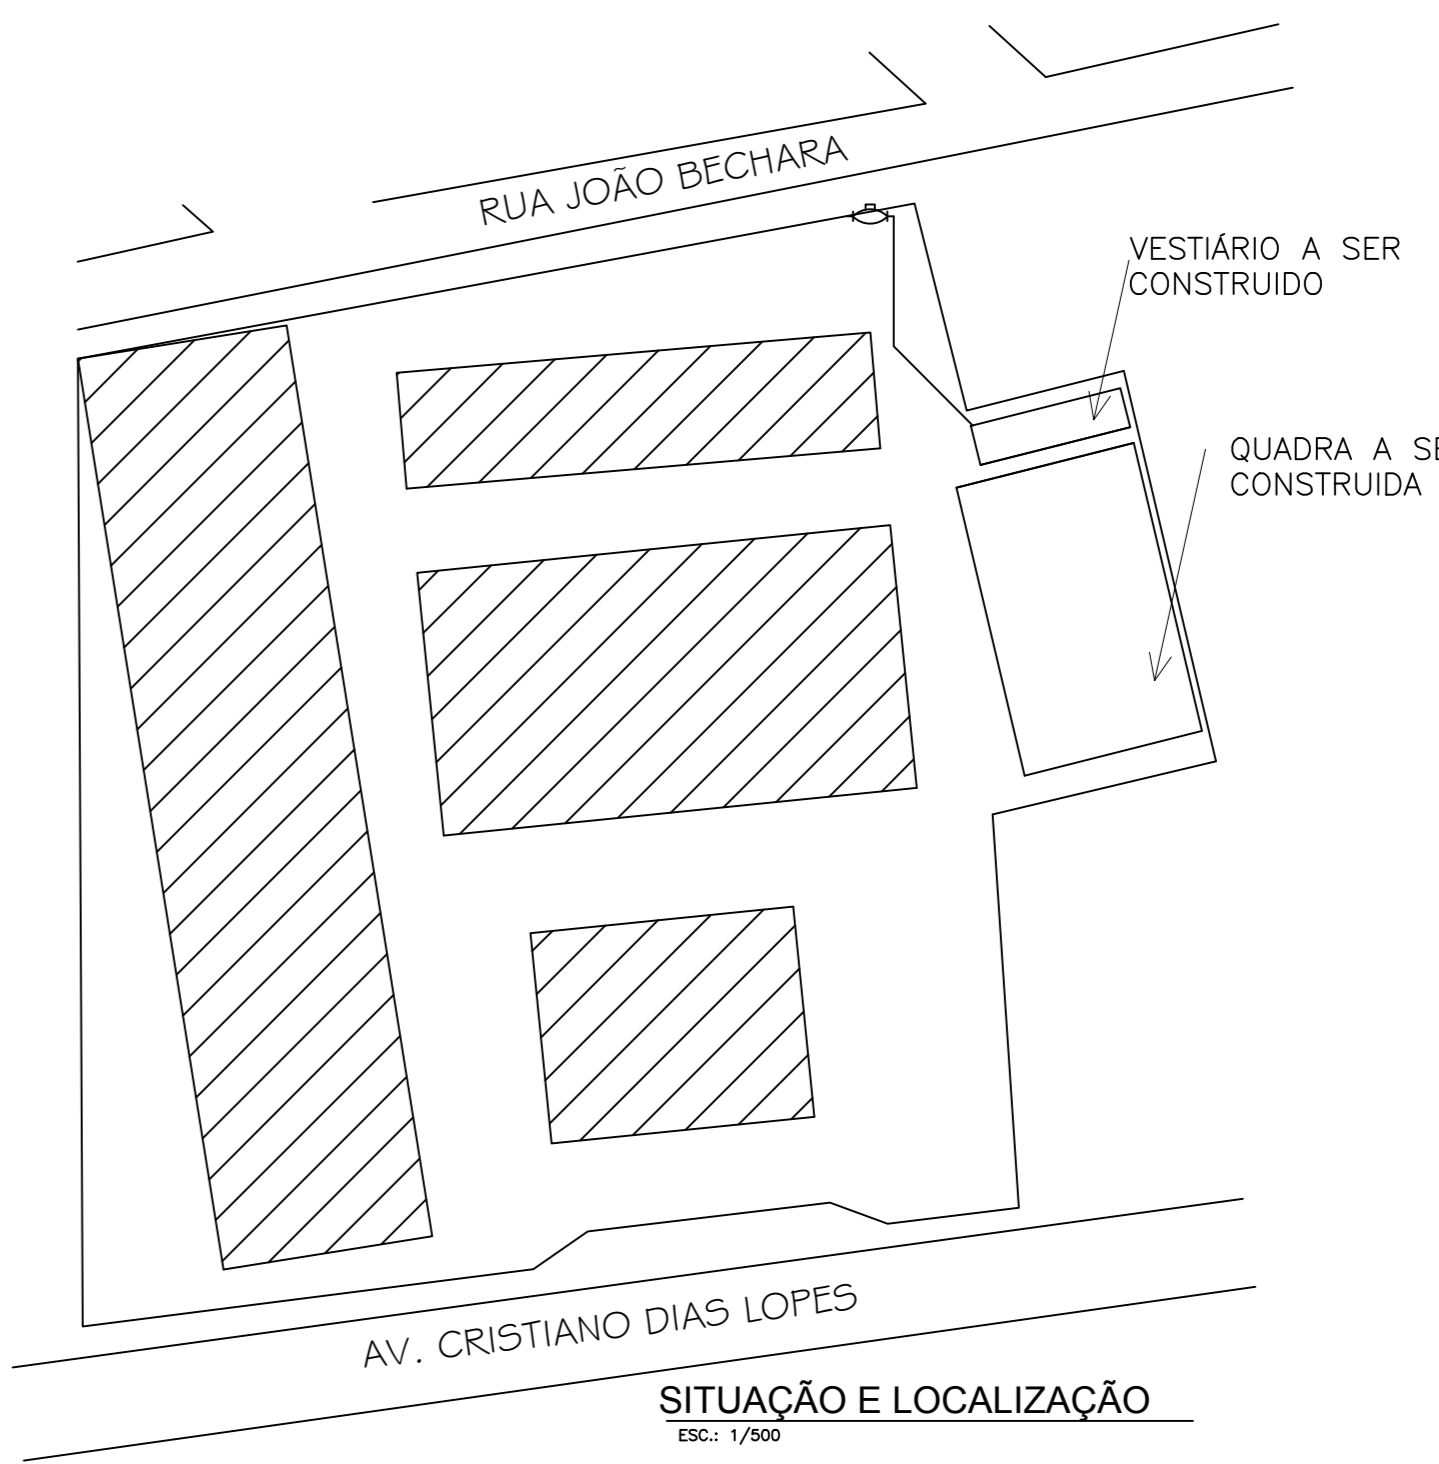 RUA JOÃO BECHARA
VESTIÁRIO A SER
CONSTRUIDO
QUADRA A SE
CONSTRUIDA
AV. CRISTIANO DIAS LOPES
SITUAÇÃO E LOCALIZAÇÃO
ESC.: 1/500